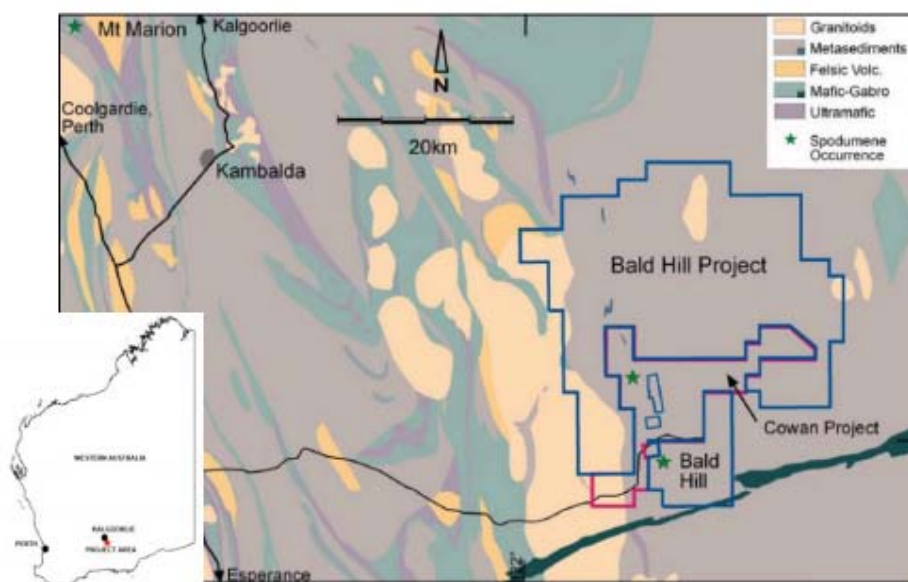 Mt Marion
Kalgoorlie
Granitoids
Metasediments
Felsic Volc.
Mafic-Gabro
Ultramafic
Spodumene
Occurrence
N
20km
Coolgardie,
Perth
Kambalda
Bald Hill Project
Cowan Project
Bald
Hill
WESTERN AUSTRALIA
KALGOORLIE
PERTH
PROJECT AREA
Esperance